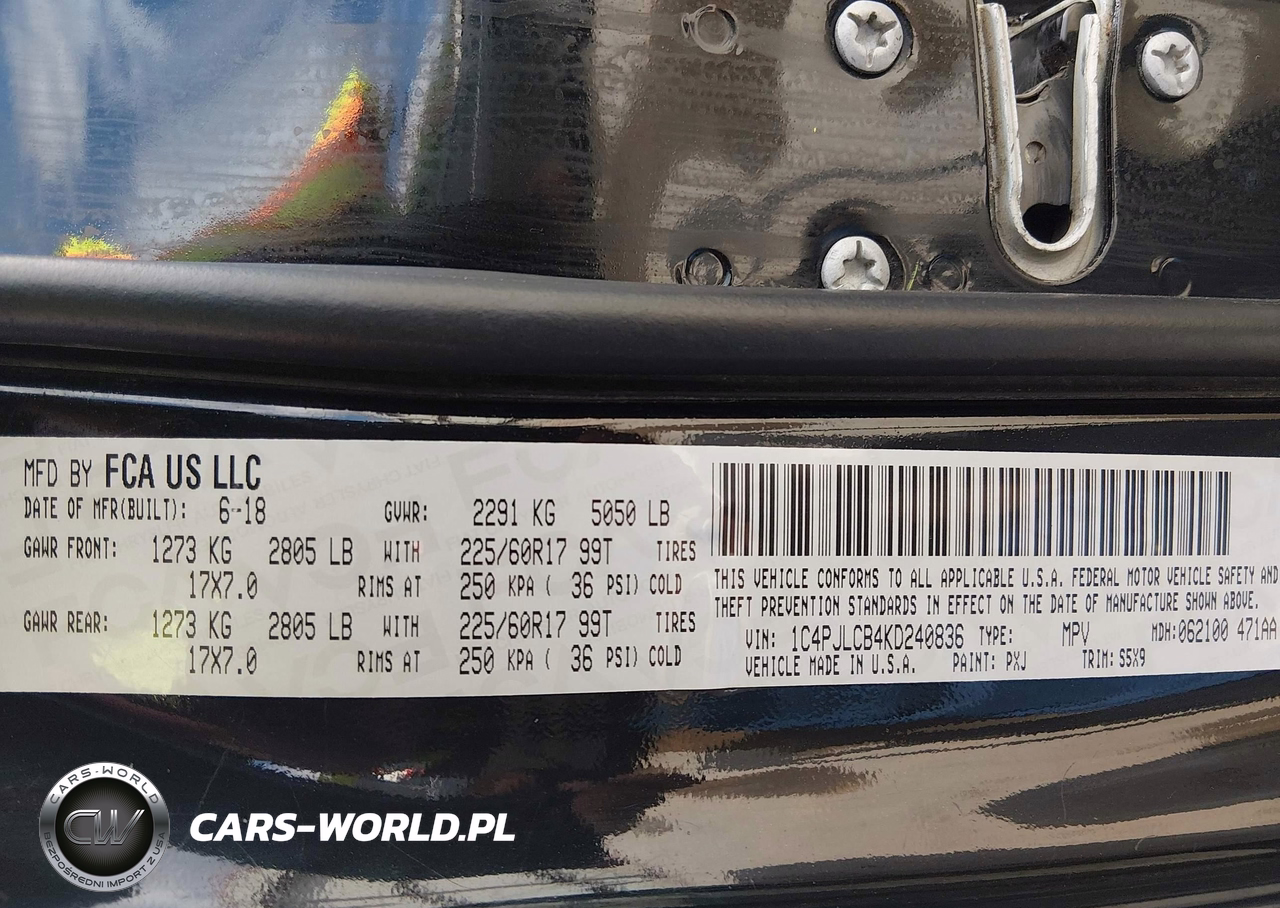 MFD BY FCA US LLC
DATE OF MFR(BUILT): 6-18 GVWR: 2291 KG 5050 LB
GAWR FRONT: 1273 KG 2805 LB WITH 225/60R17 99T TIRES
17X7.0 RIMS AT 250 KPA ( 36 PSI) COLD
GAWR REAR: 1273 KG 2805 LB WITH 225/60R17 99T TIRES
17X7.0 RIMS AT 250 KPA ( 36 PSI) COLD
THIS VEHICLE CONFORMS TO ALL APPLICABLE U.S.A. FEDERAL MOTOR VEHICLE SAFETY AND
THEFT PREVENTION STANDARDS IN EFFECT ON THE DATE OF MANUFACTURE SHOWN ABOVE.
VIN: 1C4PJLCB4KD240836 TYPE: MPV MDH:062100 471AA
VEHICLE MADE IN U.S.A. PAINT: PXJ TRIM: S5X9
CARS-WORLD
CW
BEZPOŚREDNI IMPORT Z USA
CARS-WORLD.PL